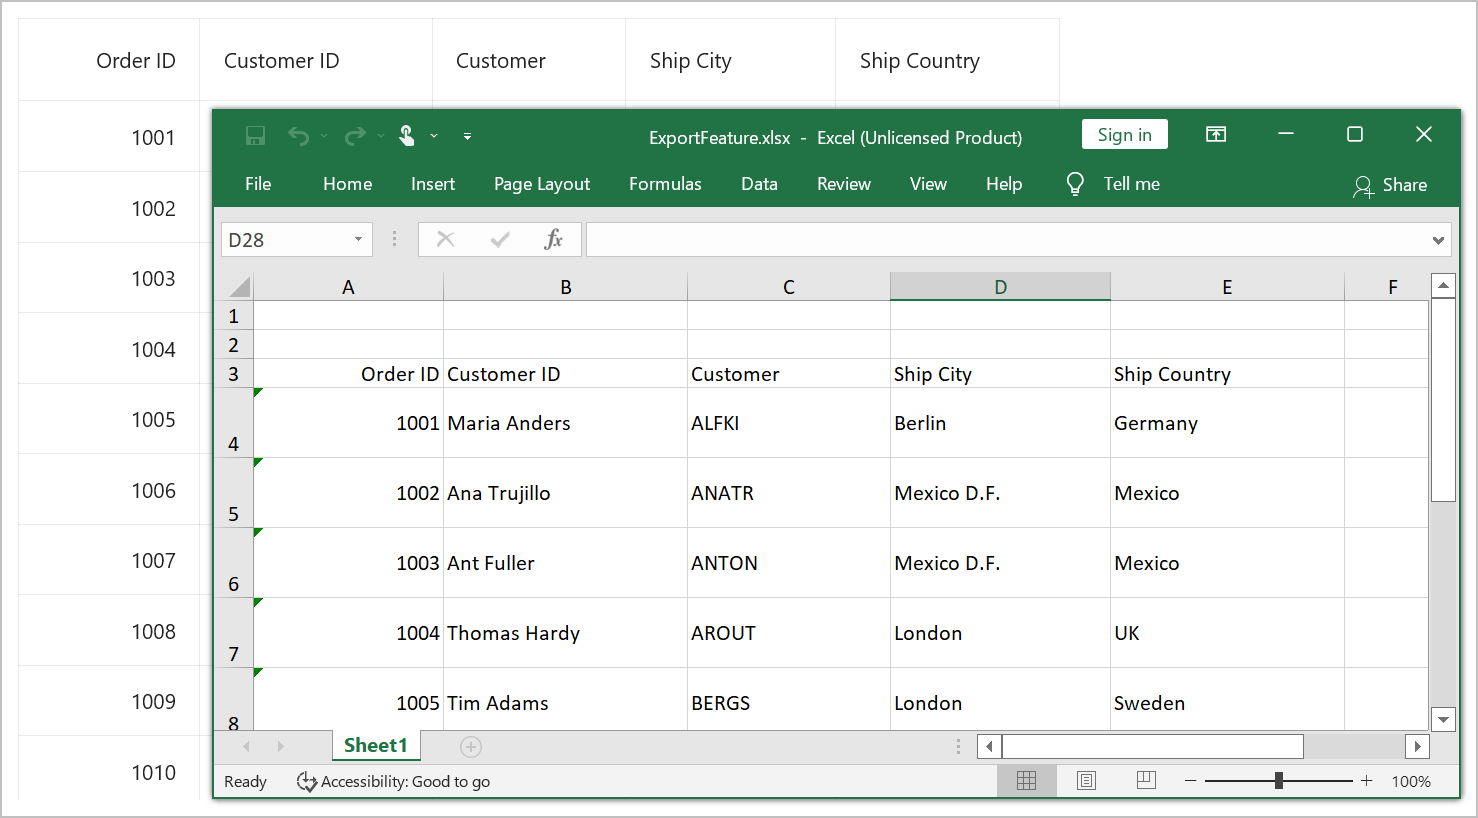 Order ID Customer ID Customer Ship City Ship Country
1001
1002
1003
1004
1005
1006
1007
1008
1009
1010
ExportFeature.xlsx - Excel (Unlicensed Product) Sign in
File Home Insert Page Layout Formulas Data Review View Help Tell me Share
D28 fx
A B C D E F
1
2
3 Order ID Customer ID Customer Ship City Ship Country
4 1001 Maria Anders ALFKI Berlin Germany
5 1002 Ana Trujillo ANATR Mexico D.F. Mexico
6 1003 Ant Fuller ANTON Mexico D.F. Mexico
7 1004 Thomas Hardy AROUT London UK
8 1005 Tim Adams BERGS London Sweden
Sheet1
Ready Accessibility: Good to go 100%